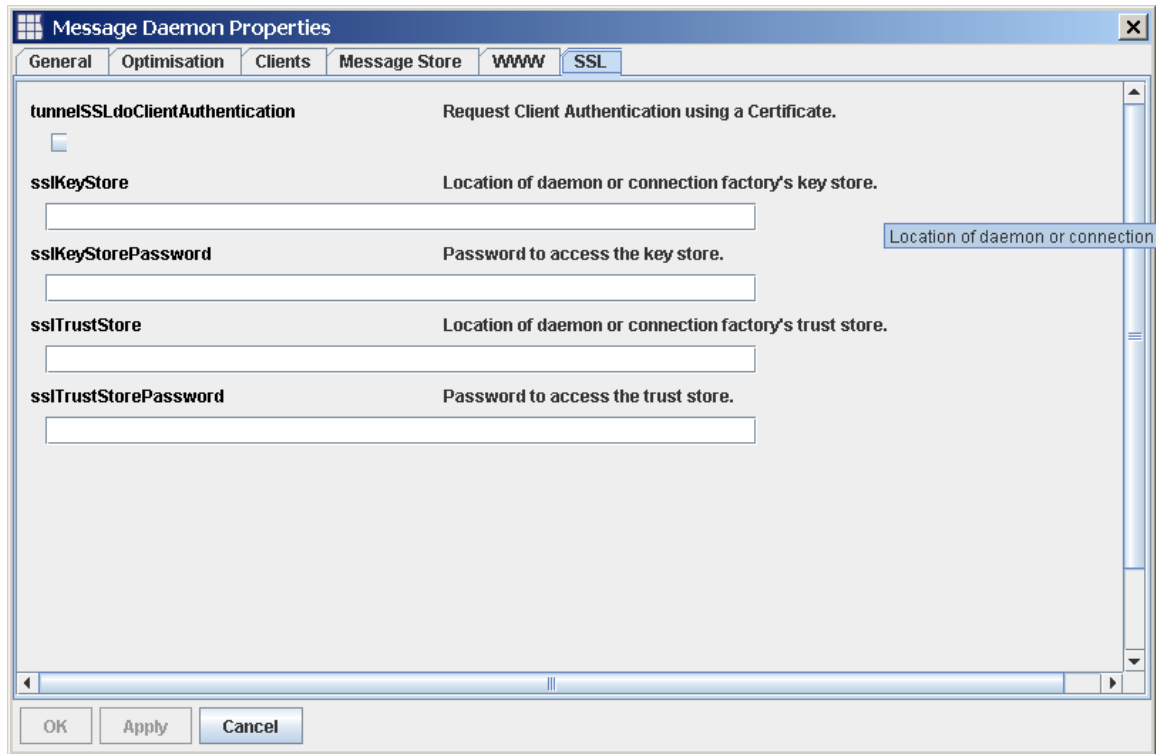 Message Daemon Properties
General Optimisation Clients Message Store WWW SSL
tunnelSSLdoClientAuthentication Request Client Authentication using a Certificate.
sslKeyStore Location of daemon or connection factory's key store.
Location of daemon or connection
sslKeyStorePassword Password to access the key store.
sslTrustStore Location of daemon or connection factory's trust store.
sslTrustStorePassword Password to access the trust store.
OK Apply Cancel